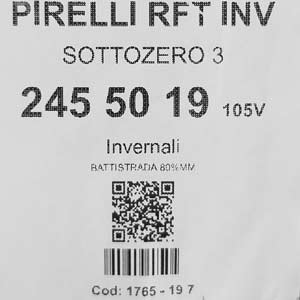 PIRELLI RFT INV
SOTTOZERO 3
245 50 19 105V
Invernali
BATTISTRADA 80%MM
Cod: 1765 - 19 7